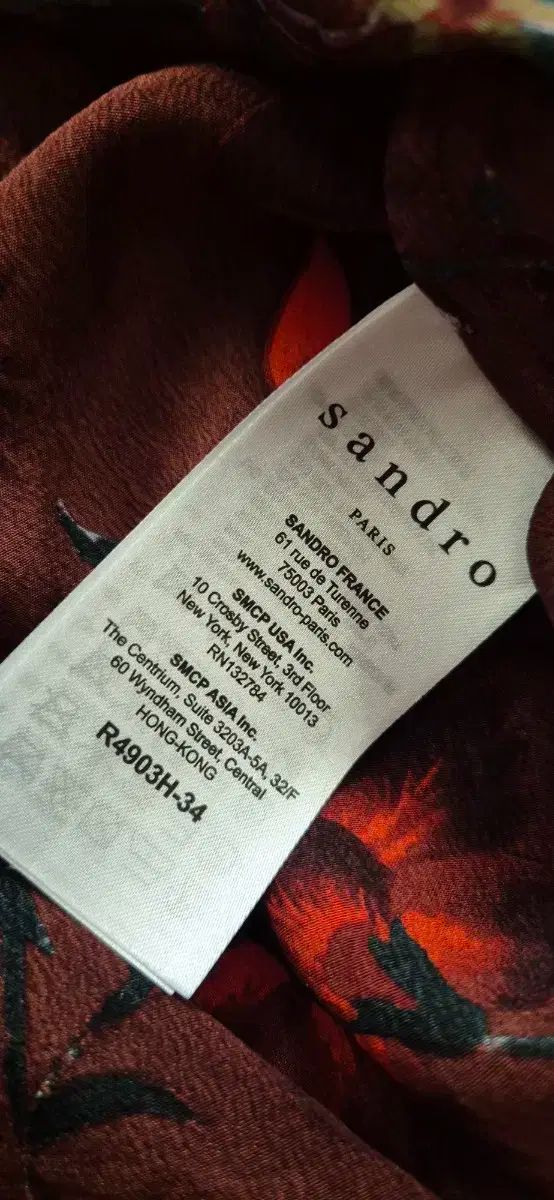 sandro
PARIS
SANDRO FRANCE
61 rue de Turenne
75003 Paris
www.sandro-paris.com
SMCP USA Inc.
10 Crosby Street, 3rd Floor
New York, New York 10013
RN132784
SMCP ASIA Inc.
The Centrium, Suite 3203A-5A, 32/F
60 Wyndham Street, Central
HONG-KONG
R4903H-34